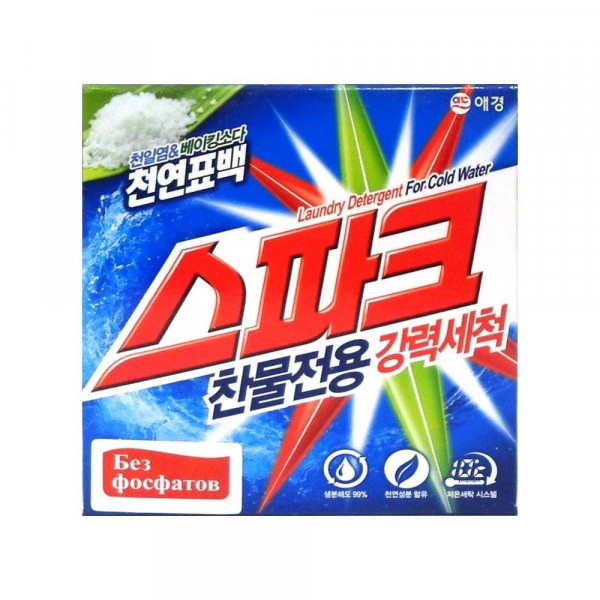 애경
천일염&베이킹소다
천연표백
Laundry Detergent For Cold Water
스파크
찬물전용 강력세척
Без
фосфатов
생분해도 99%
천연성분 함유
저온세탁 시스템